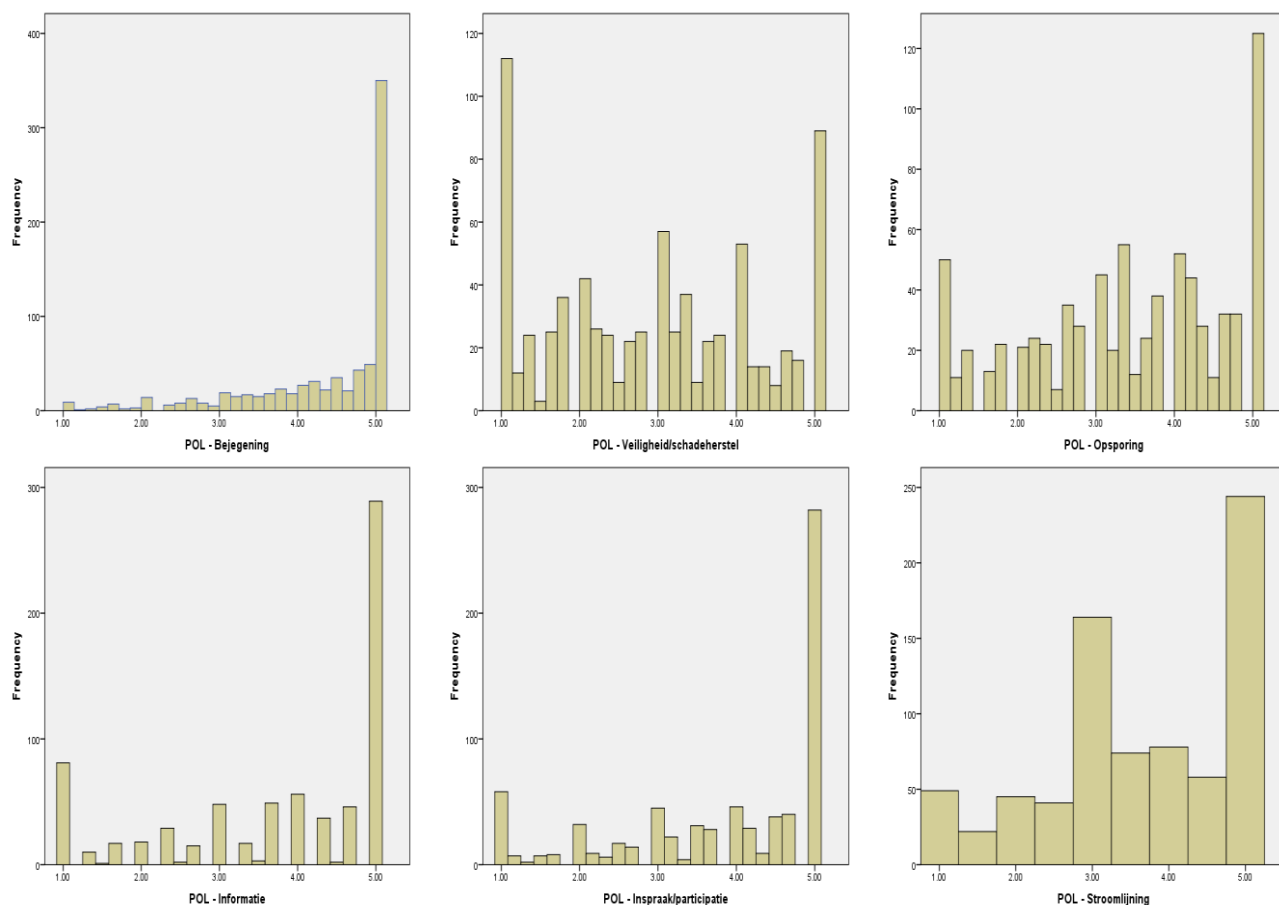 Frequency
400
300
200
100
0
1.00 2.00 3.00 4.00 5.00
POL - Bejegening
Frequency
120
100
80
60
40
20
0
1.00 2.00 3.00 4.00 5.00
POL - Veiligheid/schadeherstel
Frequency
120
100
80
60
40
20
0
1.00 2.00 3.00 4.00 5.00
POL - Opsporing
Frequency
300
200
100
0
1.00 2.00 3.00 4.00 5.00
POL - Informatie
Frequency
300
200
100
0
1.00 2.00 3.00 4.00 5.00
POL - Inspraak/participatie
Frequency
250
200
150
100
50
0
1.00 2.00 3.00 4.00 5.00
POL - Stroomlijning